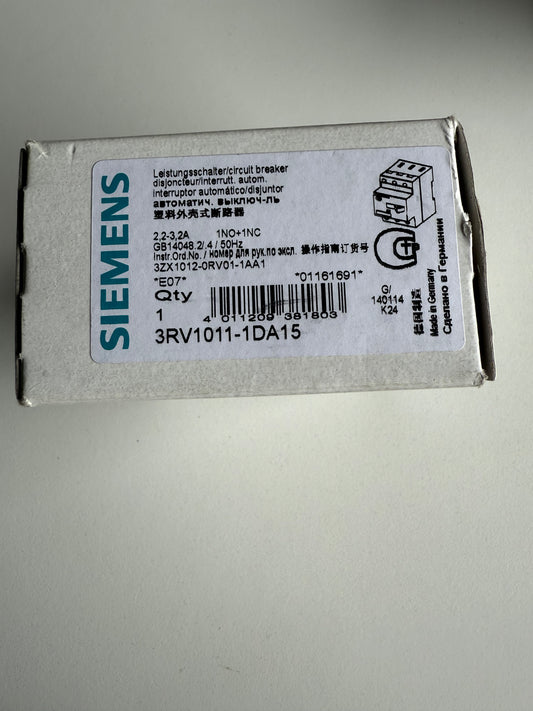 SIEMENS
Leistungsschalter/circuit breaker
disjoncteur/interrutt. autom.
interruptor automático/disjuntor
автоматич. выключ-ль
塑料外壳式断路器
2,2-3,2A 1NO+1NC
GB14048.2/.4 / 50Hz
Instr.Ord.No. / номер для рук.по экспл. 操作指南订货号
3ZX1012-0RV01-1AA1
*E07* *01161691*
Qty
1
4 011209 381803
3RV1011-1DA15
G/
140114
K24
德国制造
Made in Germany
Сделано в Германии